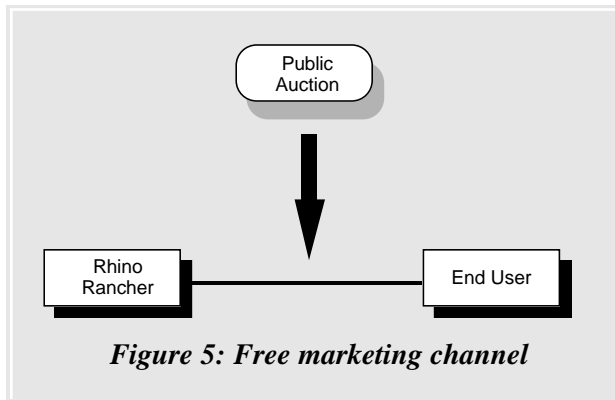 Public
Auction
Rhino
Rancher
End User
Figure 5: Free marketing channel